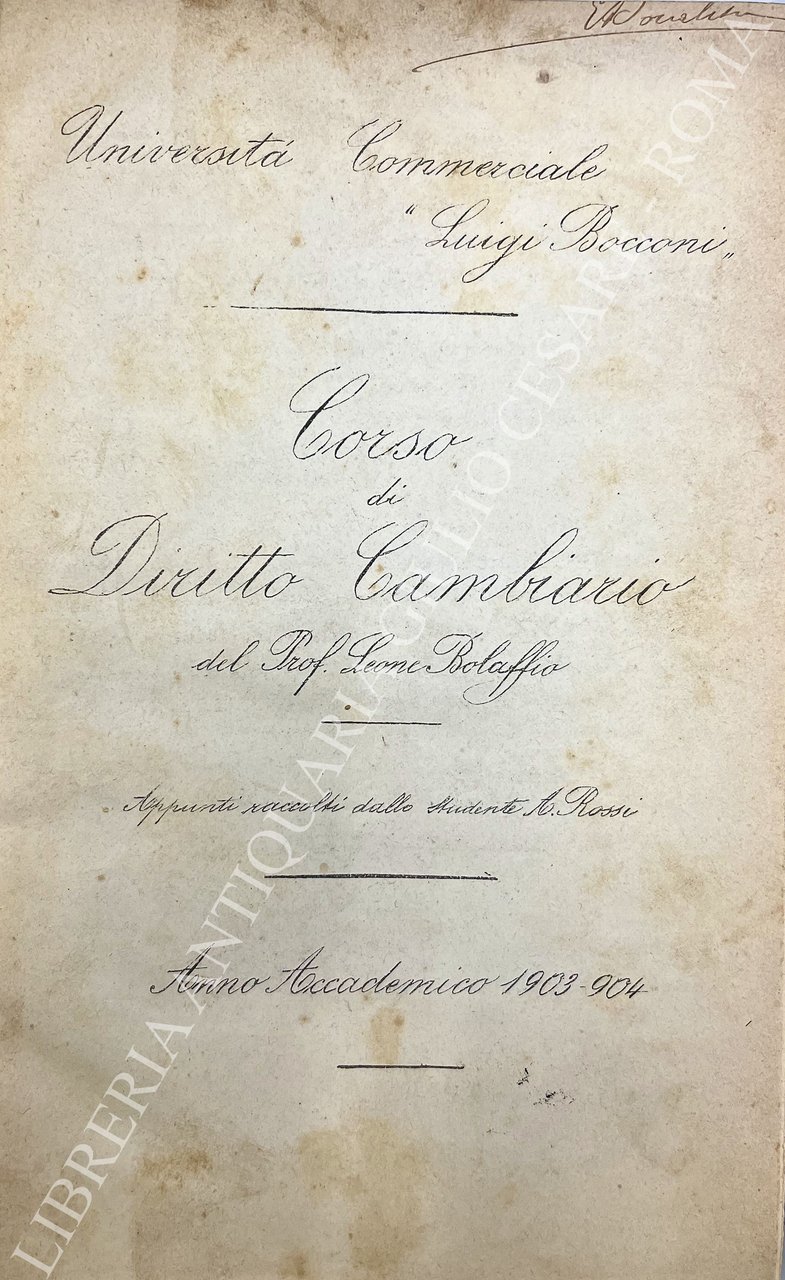 Universitá Commerciale
"Luigi Bocconi„
Corso
di
Diritto Cambiario
del Prof. Leone Bolaffio
Appunti raccolti dallo studente A. Rossi
Anno Accademico 1903-904
LIBRERIA ANTIQUARIA GIULIO CESARE - ROMA